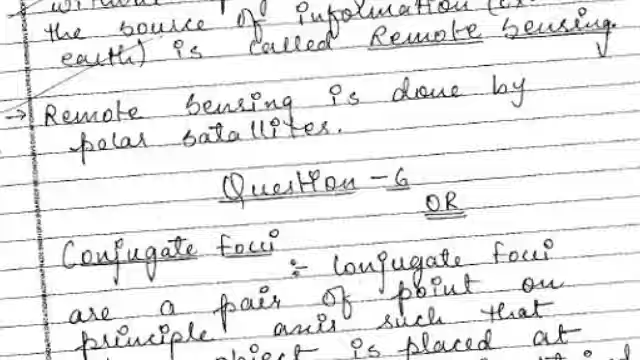 the source of information
earth) is called Remote Sensing.
→ Remote Sensing is done by
polar satallites.
Question - 6
OR
Conjugate Foci
:- Conjugate foci
are a pair of point on
principle axis such that
object is placed at